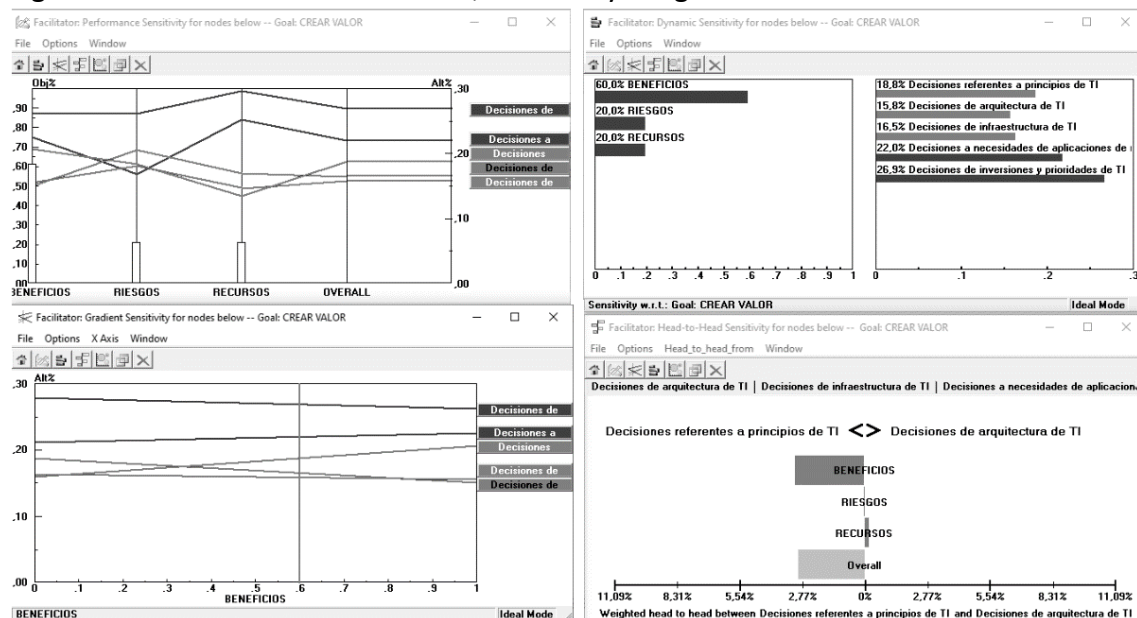 Facilitator: Performance Sensitivity for nodes below -- Goal: CREAR VALOR
File Options Window
Obj%
Alt%
,90
,80
,70
,60
,50
,40
,30
,20
,10
,00
,30
,20
,10
,00
Decisiones de
Decisiones a
Decisiones
Decisiones de
Decisiones de
BENEFICIOS RIESGOS RECURSOS OVERALL
Facilitator: Dynamic Sensitivity for nodes below -- Goal: CREAR VALOR
File Options Window
60,0% BENEFICIOS
20,0% RIESGOS
20,0% RECURSOS
0 .1 .2 .3 .4 .5 .6 .7 .8 .9 1
18,8% Decisiones referentes a principios de TI
15,8% Decisiones de arquitectura de TI
16,5% Decisiones de infraestructura de TI
22,0% Decisiones a necesidades de aplicaciones de
26,9% Decisiones de inversiones y prioridades de TI
0 .1 .2 .3
Sensitivity w.r.t.: Goal: CREAR VALOR
Ideal Mode
Facilitator: Gradient Sensitivity for nodes below -- Goal: CREAR VALOR
File Options X Axis Window
Alt%
,30
,20
,10
,00
Decisiones de
Decisiones a
Decisiones
Decisiones de
Decisiones de
0 .1 .2 .3 .4 .5 .6 .7 .8 .9 1
BENEFICIOS
BENEFICIOS
Ideal Mode
Facilitator: Head-to-Head Sensitivity for nodes below -- Goal: CREAR VALOR
File Options Head_to_head_from Window
Decisiones de arquitectura de TI | Decisiones de infraestructura de TI | Decisiones a necesidades de aplicacion
Decisiones referentes a principios de TI <> Decisiones de arquitectura de TI
BENEFICIOS
RIESGOS
RECURSOS
Overall
11,09% 8,31% 5,54% 2,77% 0% 2,77% 5,54% 8,31% 11,09%
Weighted head to head between Decisiones referentes a principios de TI and Decisiones de arquitectura de TI